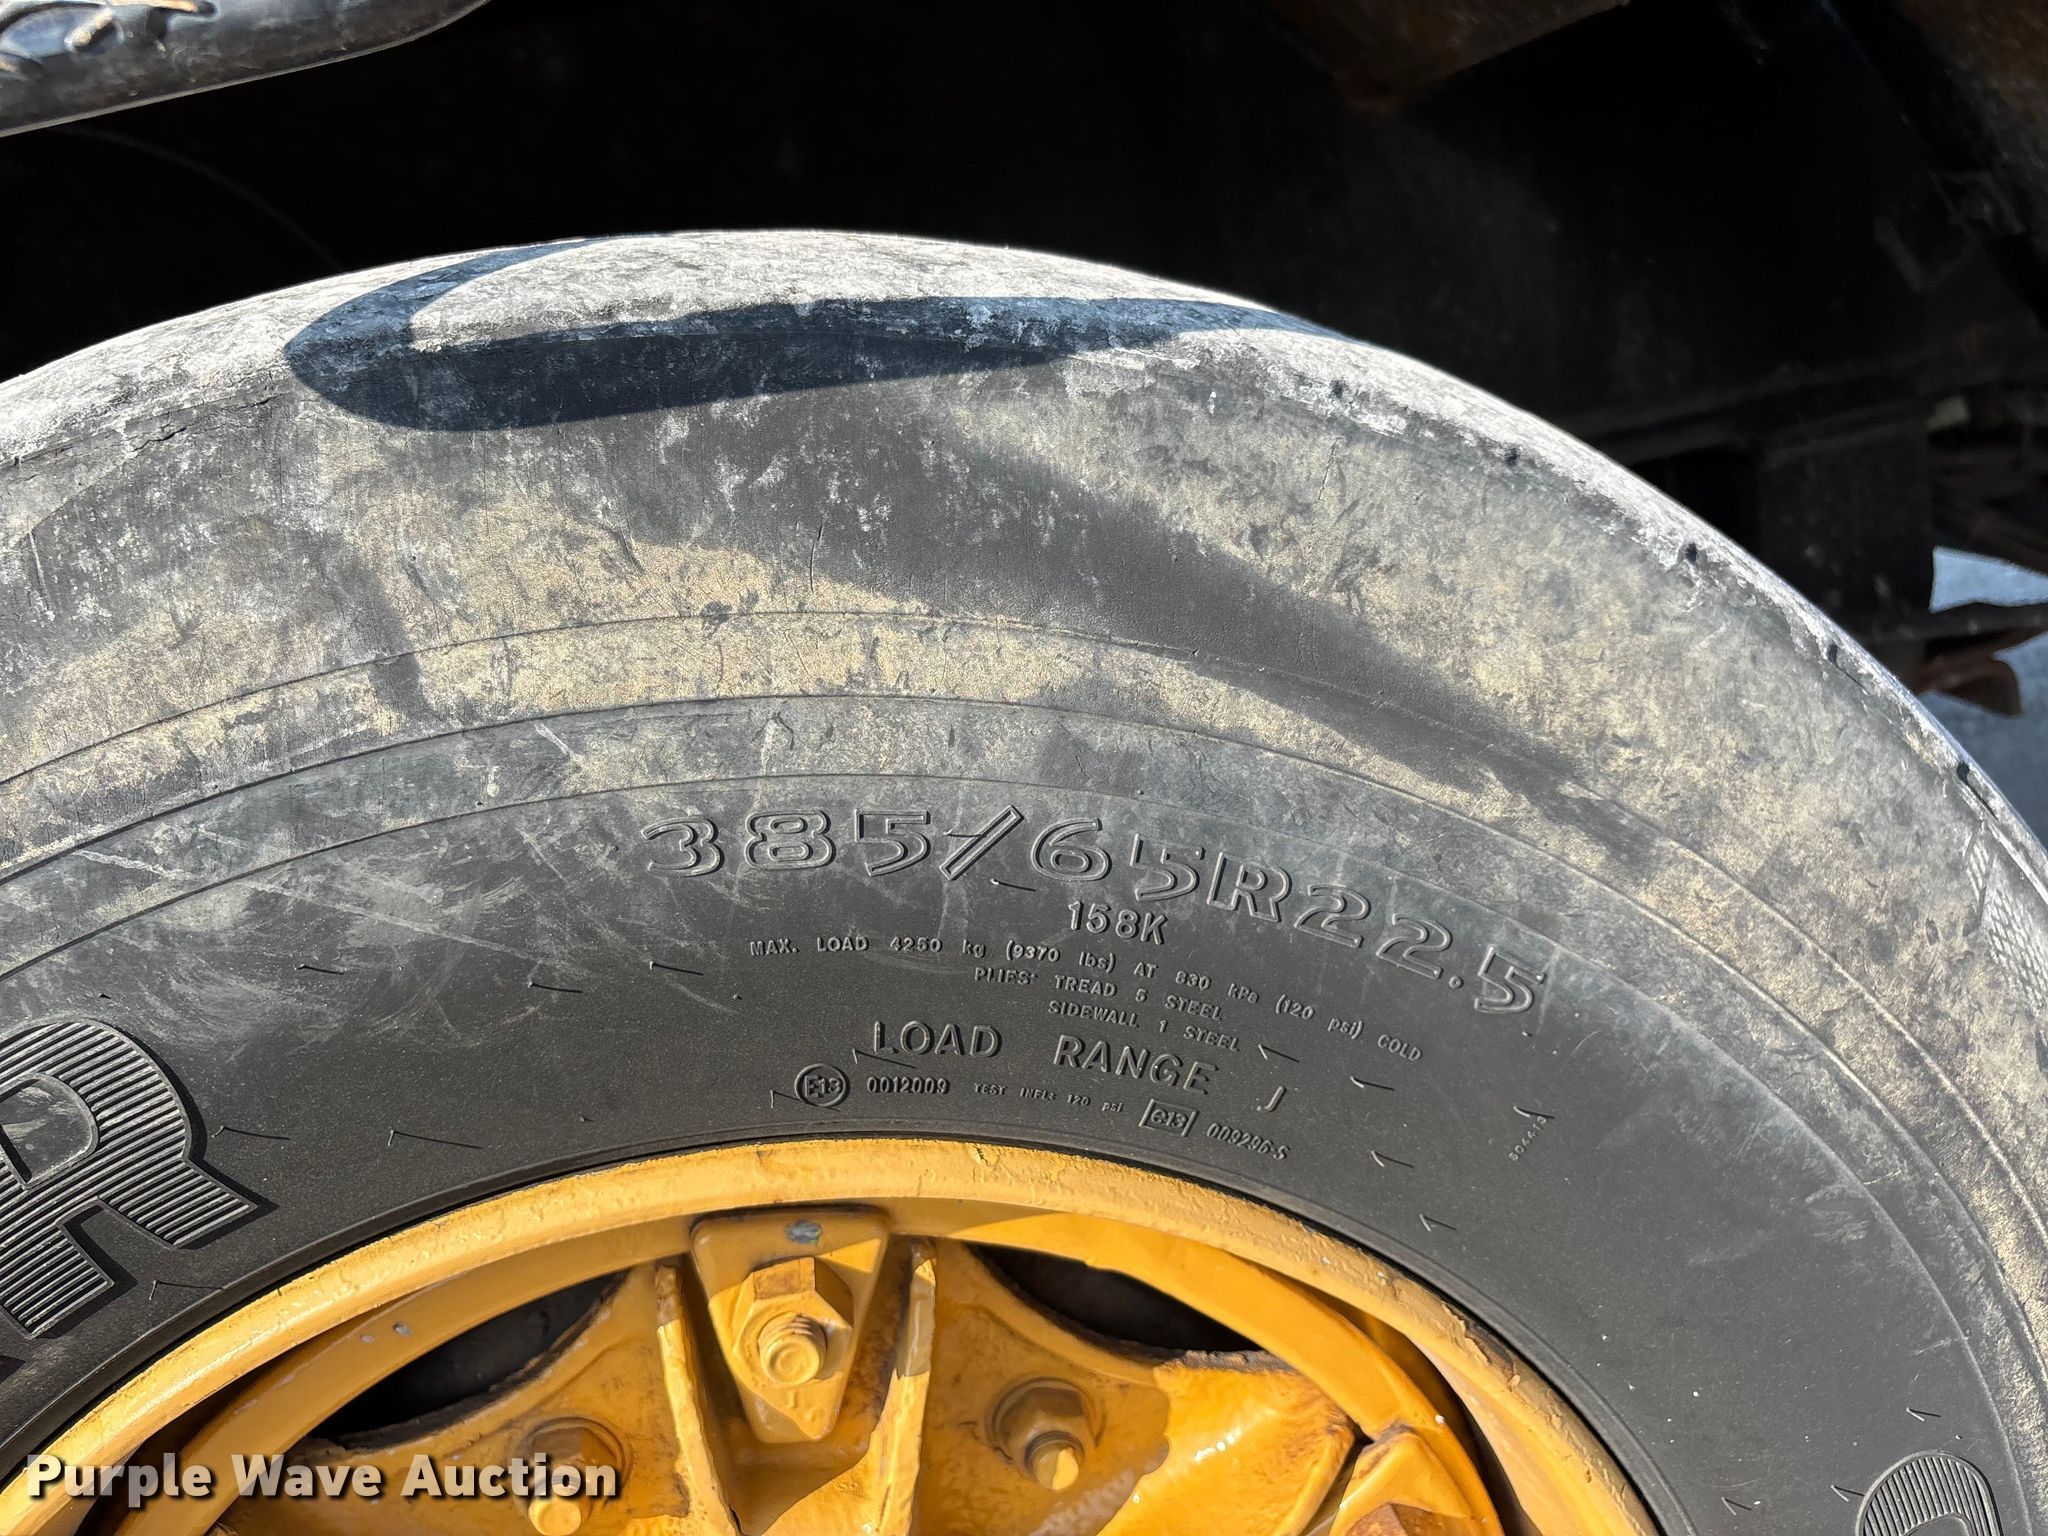 385/65R22.5
158K
MAX. LOAD 4250 kg (9370 lbs) AT 830 kPa (120 psi) COLD
PLIES: TREAD 5 STEEL
SIDEWALL 1 STEEL
LOAD RANGE J
E13 0012009 TEST INFL: 120 psi e13 009296-S
R
Purple Wave Auction